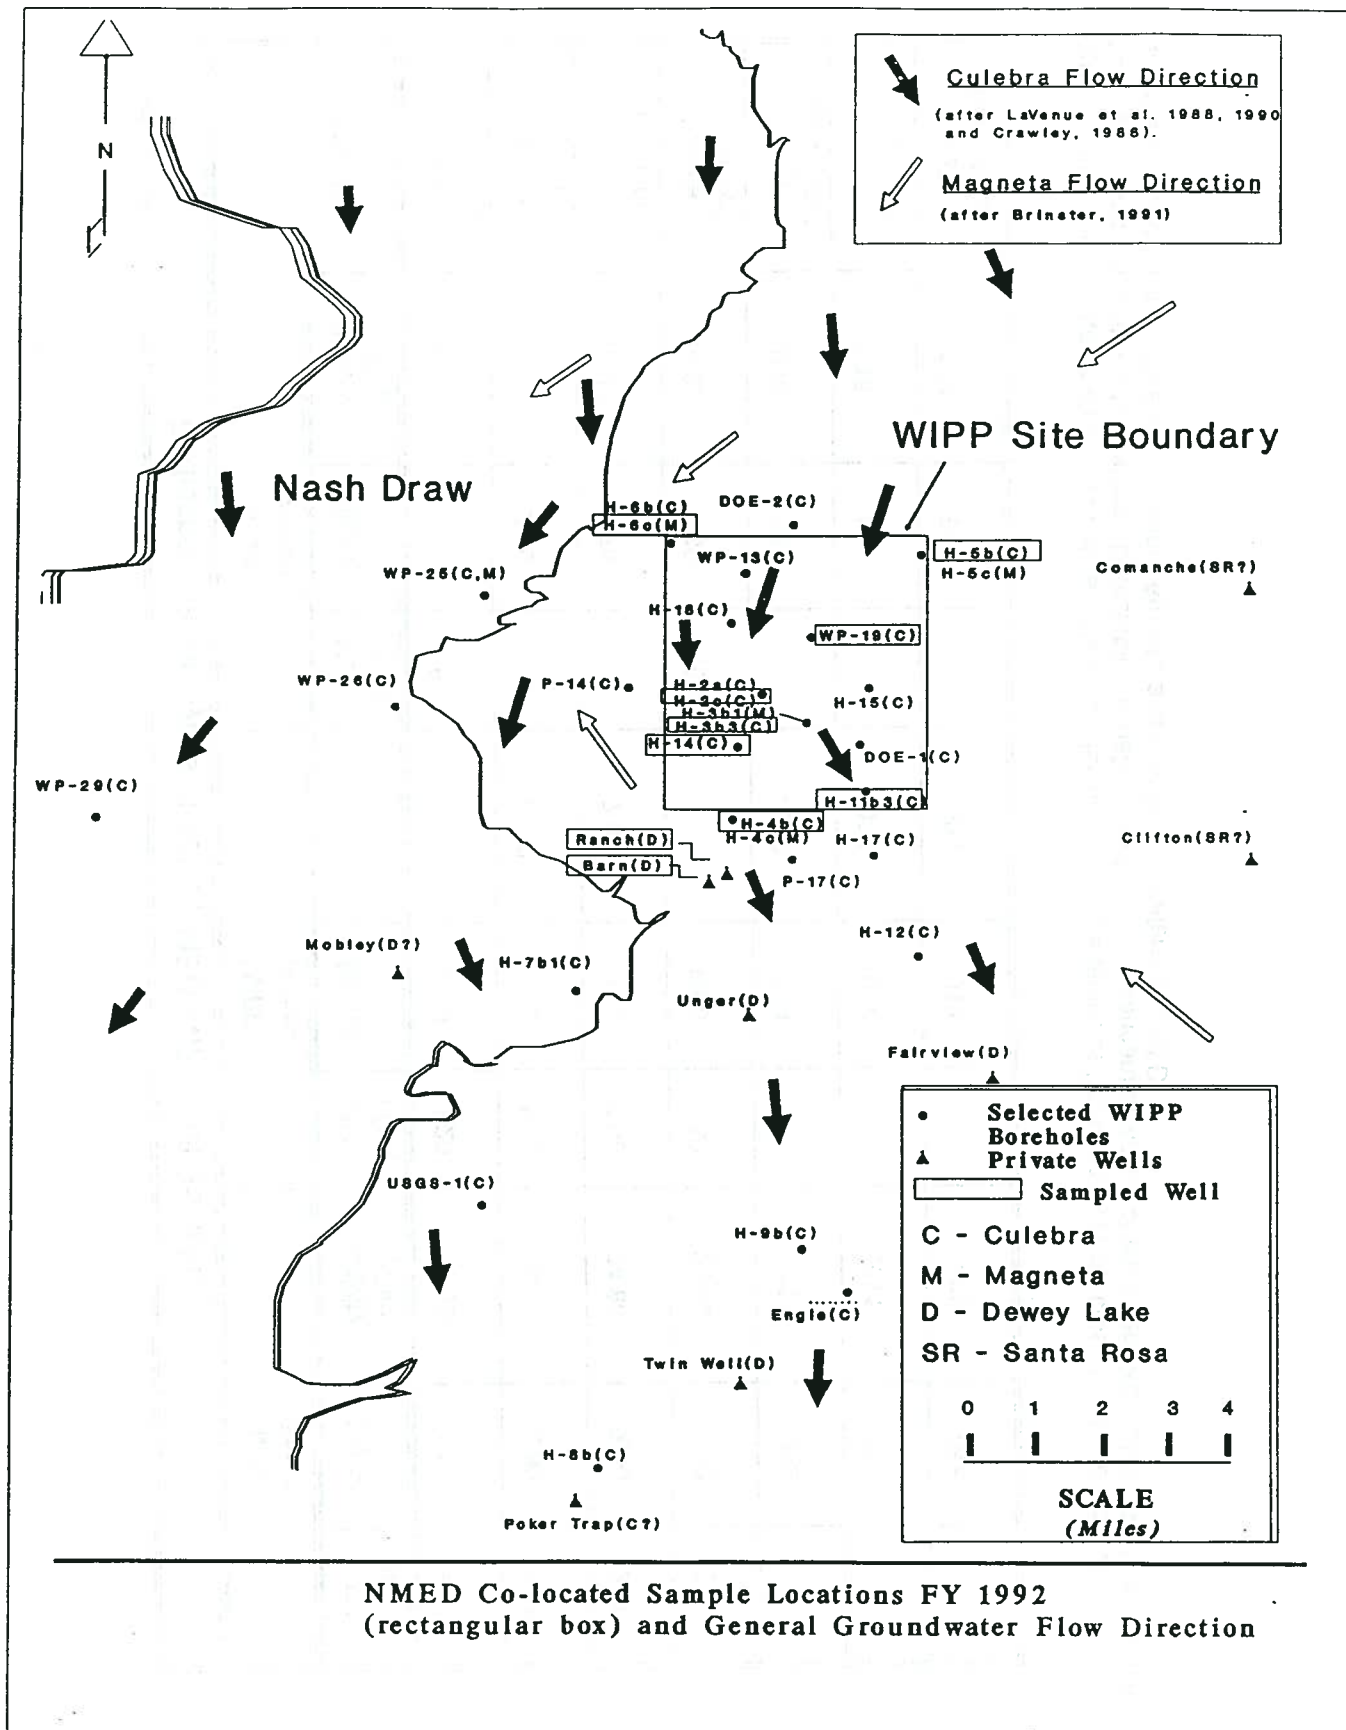 N
Culebra Flow Direction
(after LaVenue et al. 1988, 1990
and Crawley, 1988).
Magneta Flow Direction
(after Brinster, 1991)
WIPP Site Boundary
Nash Draw
H-6b(C)
H-6c(M)
DOE-2(C)
WP-13(C)
H-5b(C)
H-5c(M)
Comanche(SR?)
WP-25(C,M)
H-18(C)
WP-19(C)
WP-26(C)
P-14(C)
H-2a(C)
H-2c(C)
H-3b1(M)
H-3b3(C)
H-14(C)
H-15(C)
DOE-1(C)
WP-29(C)
H-11b3(C)
H-4b(C)
H-4c(M)
H-17(C)
Clifton(SR?)
Ranch(D)
Barn(D)
P-17(C)
H-12(C)
Mobley(D?)
H-7b1(C)
Unger(D)
Fairview(D)
USGS-1(C)
H-9b(C)
Engle(C)
Twin Well(D)
H-8b(C)
Poker Trap(C?)
Selected WIPP
Boreholes
Private Wells
Sampled Well
C - Culebra
M - Magneta
D - Dewey Lake
SR - Santa Rosa
0 1 2 3 4
SCALE
(Miles)
NMED Co-located Sample Locations FY 1992
(rectangular box) and General Groundwater Flow Direction